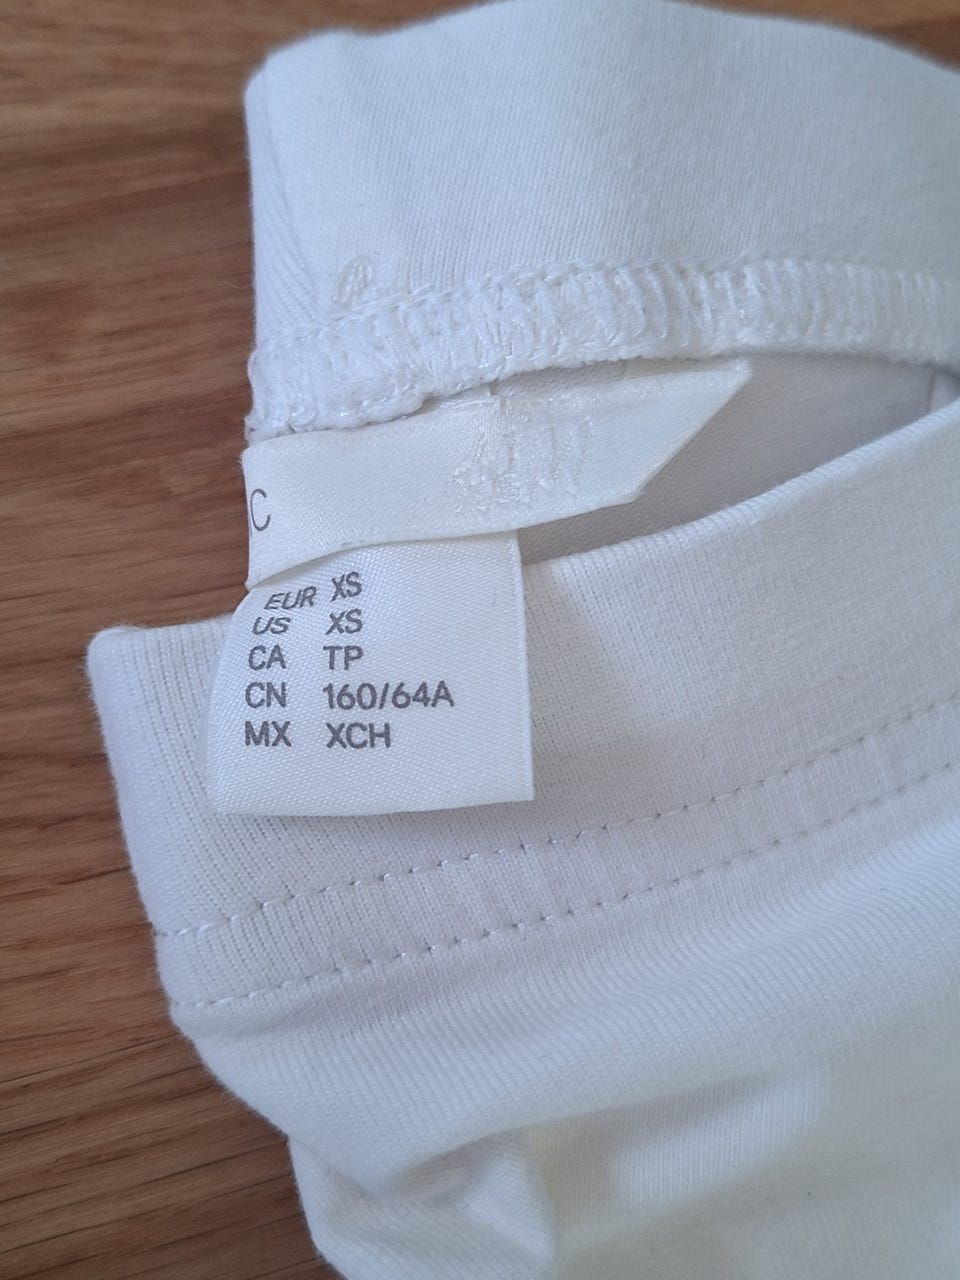 C
EUR XS
US XS
CA TP
CN 160/64A
MX XCH